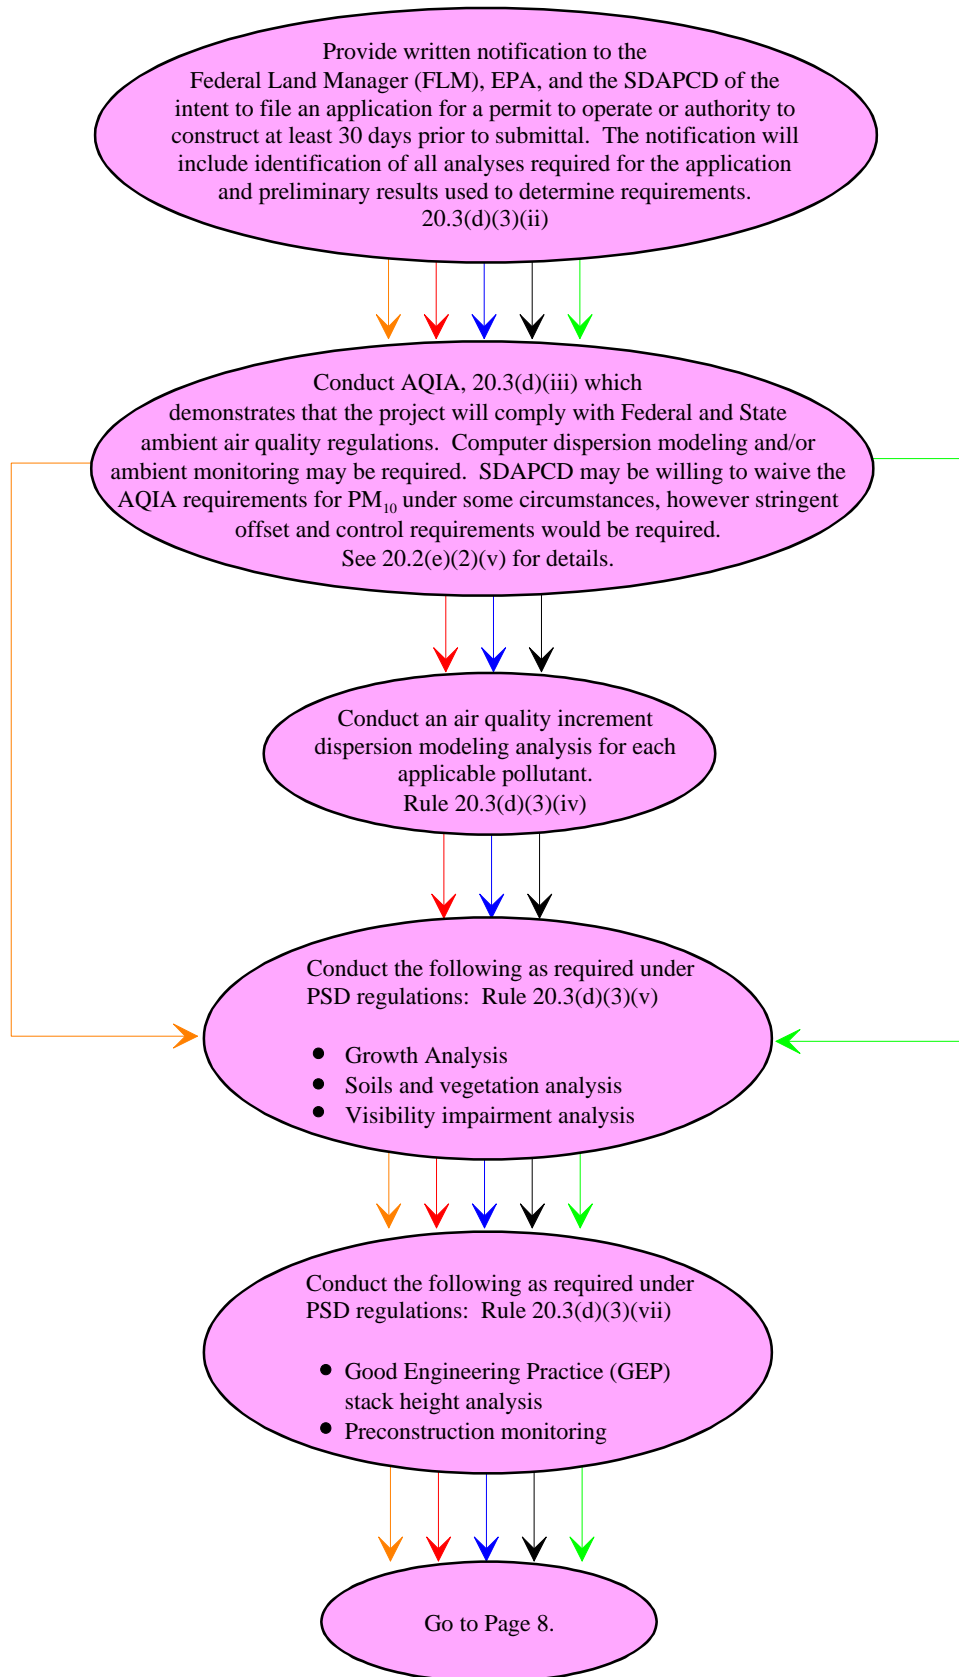 Provide written notification to the
Federal Land Manager (FLM), EPA, and the SDAPCD of the
intent to file an application for a permit to operate or authority to
construct at least 30 days prior to submittal.  The notification will
include identification of all analyses required for the application
and preliminary results used to determine requirements.
20.3(d)(3)(ii)
Conduct AQIA, 20.3(d)(iii) which
demonstrates that the project will comply with Federal and State
ambient air quality regulations.  Computer dispersion modeling and/or
ambient monitoring may be required.  SDAPCD may be willing to waive the
AQIA requirements for PM10 under some circumstances, however stringent
offset and control requirements would be required.
See 20.2(e)(2)(v) for details.
Conduct an air quality increment
dispersion modeling analysis for each
applicable pollutant.
Rule 20.3(d)(3)(iv)
Conduct the following as required under
PSD regulations:  Rule 20.3(d)(3)(v)
● Growth Analysis
● Soils and vegetation analysis
● Visibility impairment analysis
Conduct the following as required under
PSD regulations:  Rule 20.3(d)(3)(vii)
● Good Engineering Practice (GEP)
stack height analysis
● Preconstruction monitoring
Go to Page 8.